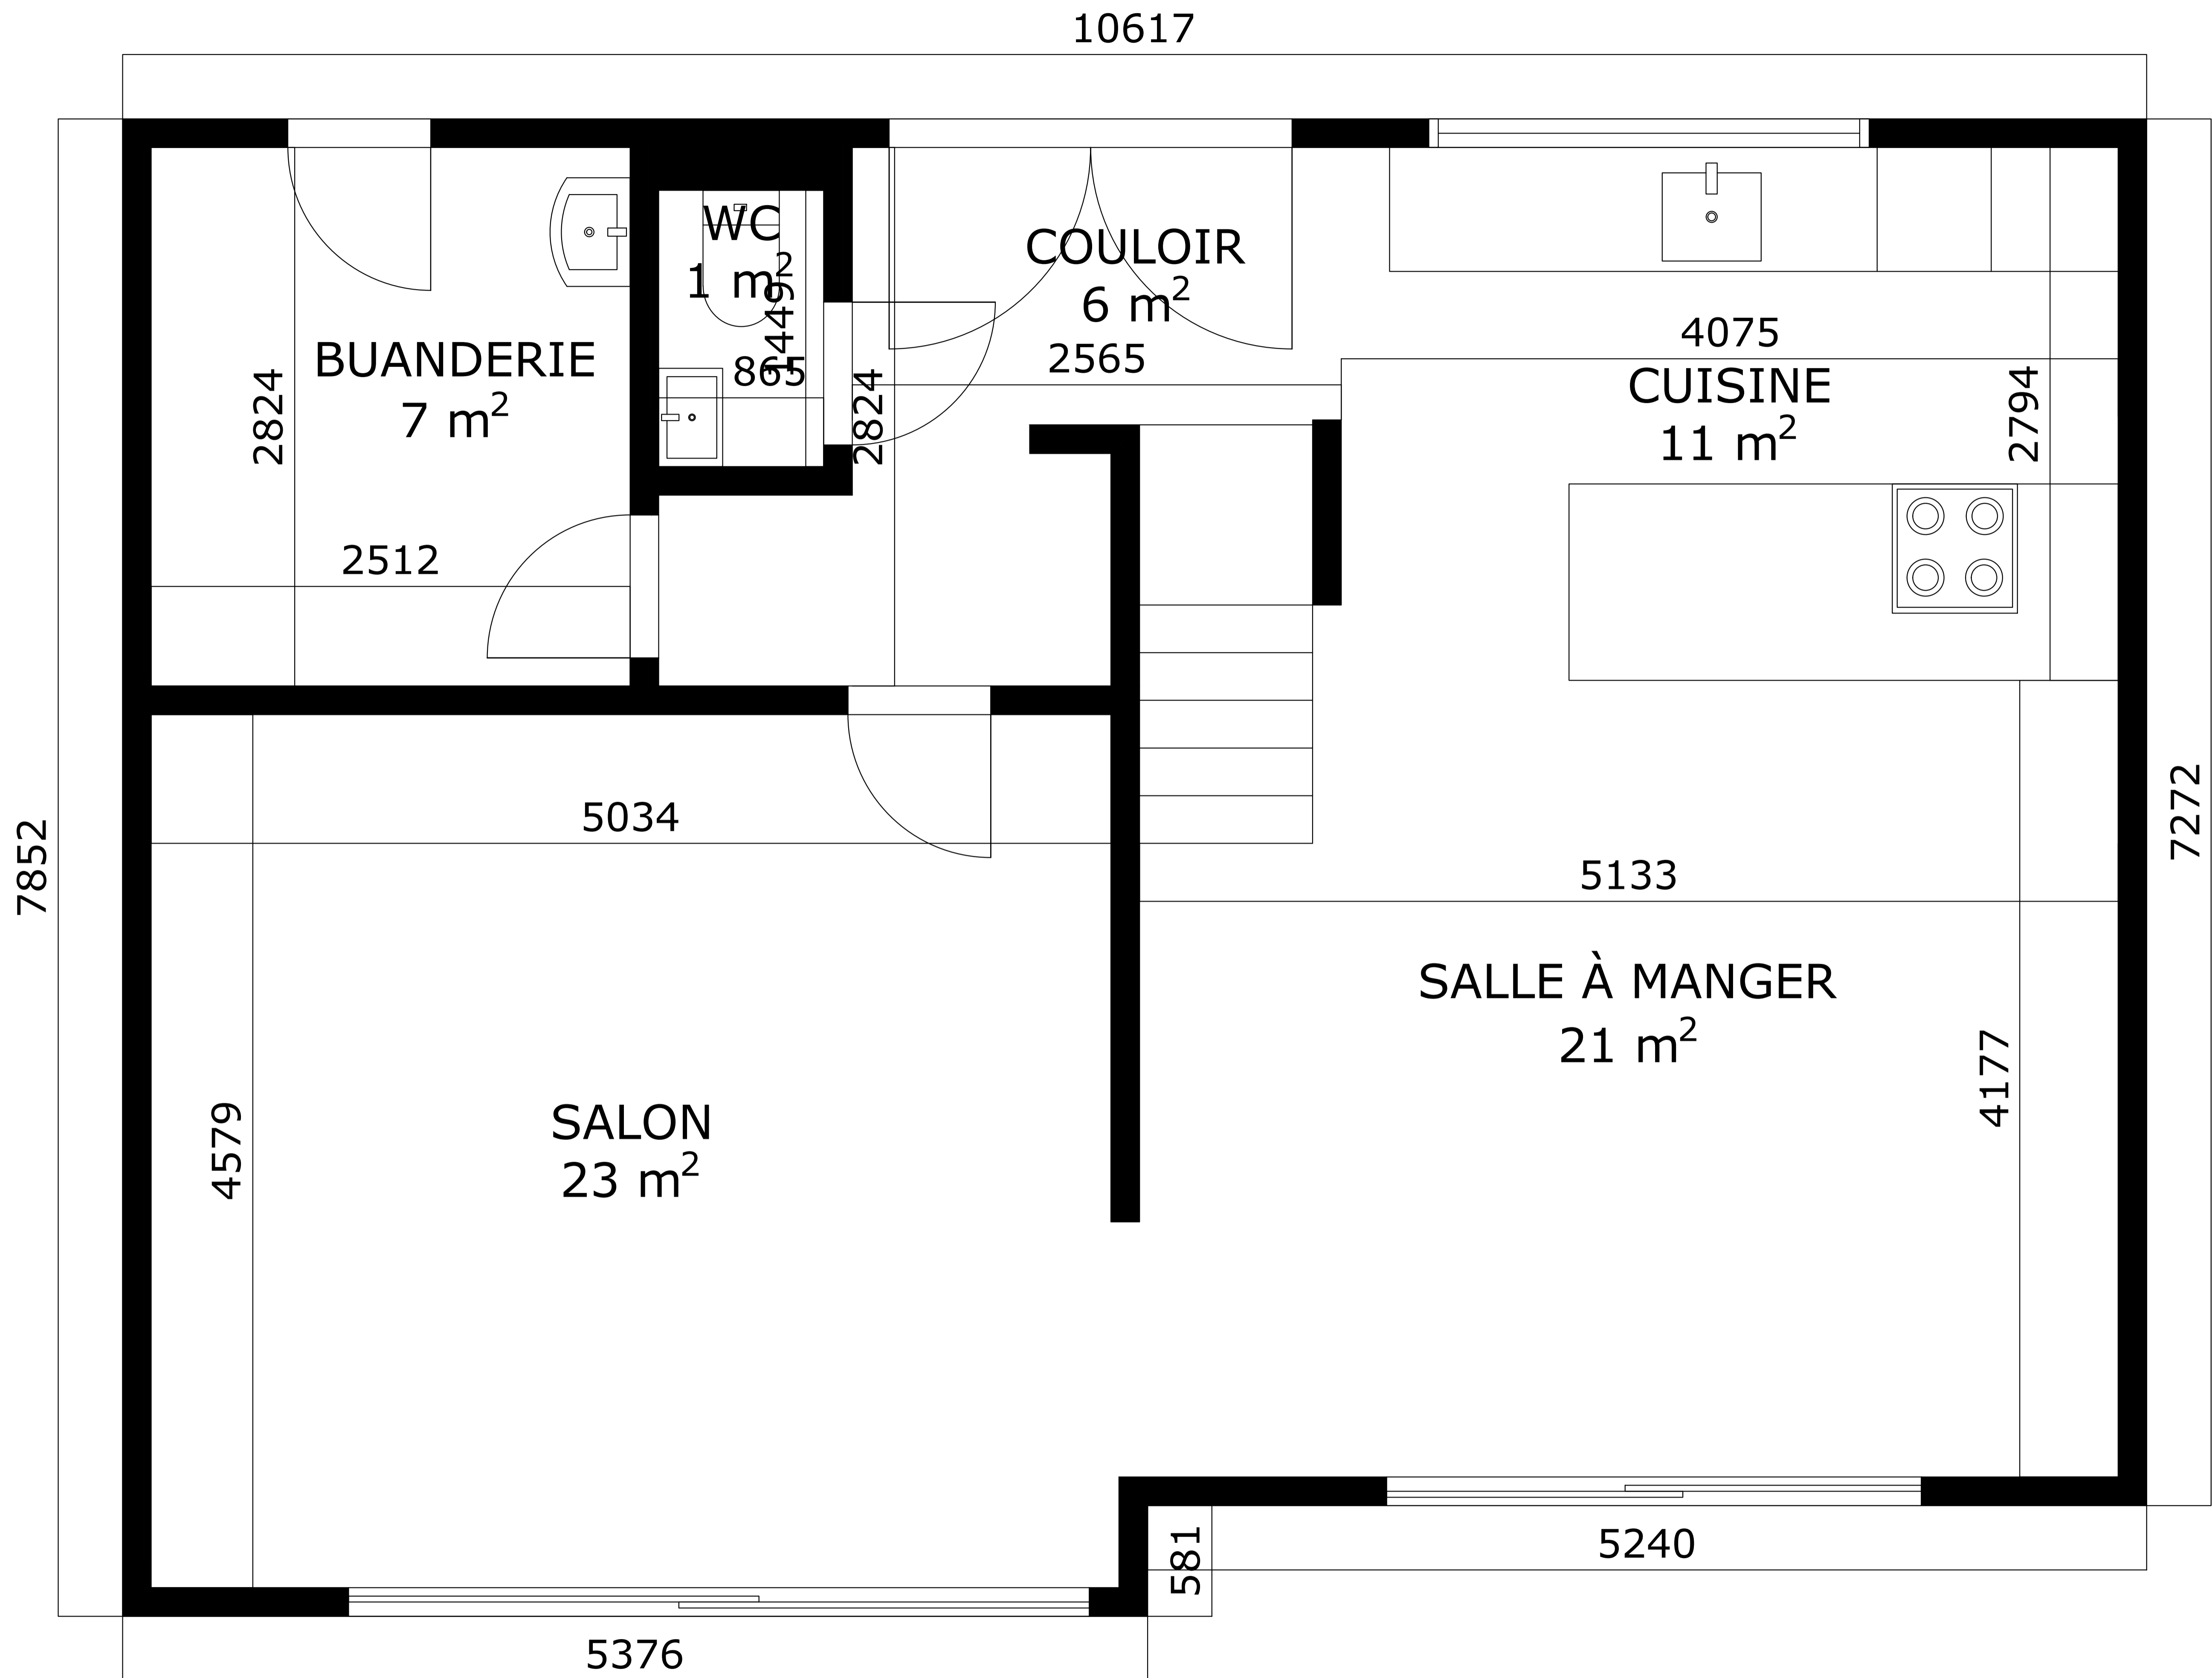 10617
WC
1 m²
1449
865
COULOIR
6 m²
2565
4075
CUISINE
11 m²
2794
BUANDERIE
7 m²
2824
2824
2512
5034
5133
7852
7272
SALLE À MANGER
21 m²
4177
SALON
23 m²
4579
581
5240
5376